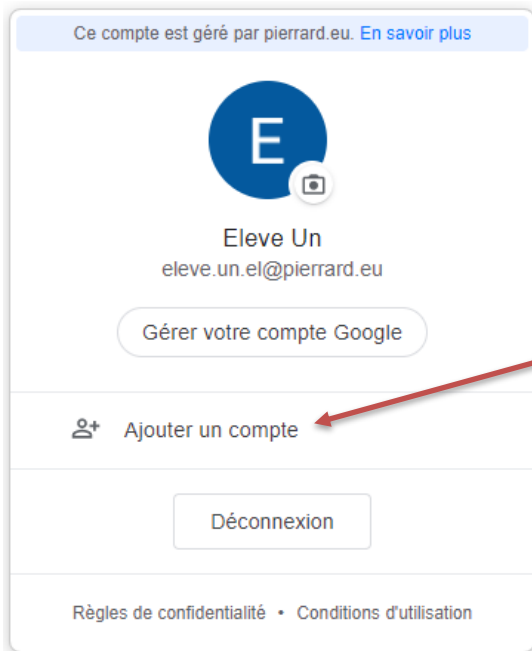 Ce compte est géré par pierrard.eu. En savoir plus
E
Eleve Un
eleve.un.el@pierrard.eu
Gérer votre compte Google
Ajouter un compte
Déconnexion
Règles de confidentialité • Conditions d'utilisation